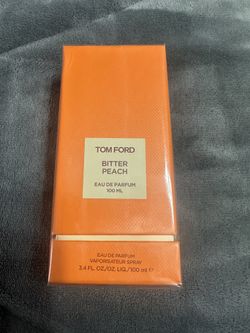 TOM FORD
BITTER
PEACH
EAU DE PARFUM
100 ML
EAU DE PARFUM
VAPORISATEUR SPRAY
3.4 FL. OZ./OZ. LIQ./100 ml ℮